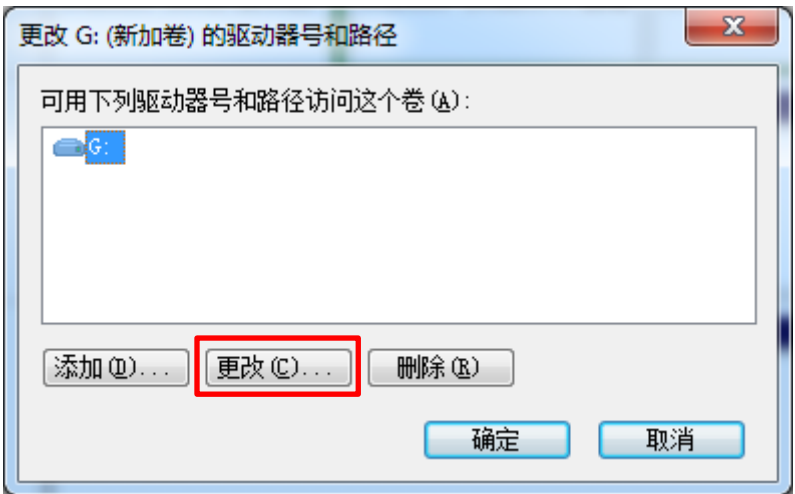 更改 G: (新加卷) 的驱动器号和路径
可用下列驱动器号和路径访问这个卷(A):
G:
添加(D)... 更改(C)... 删除(R)
确定 取消